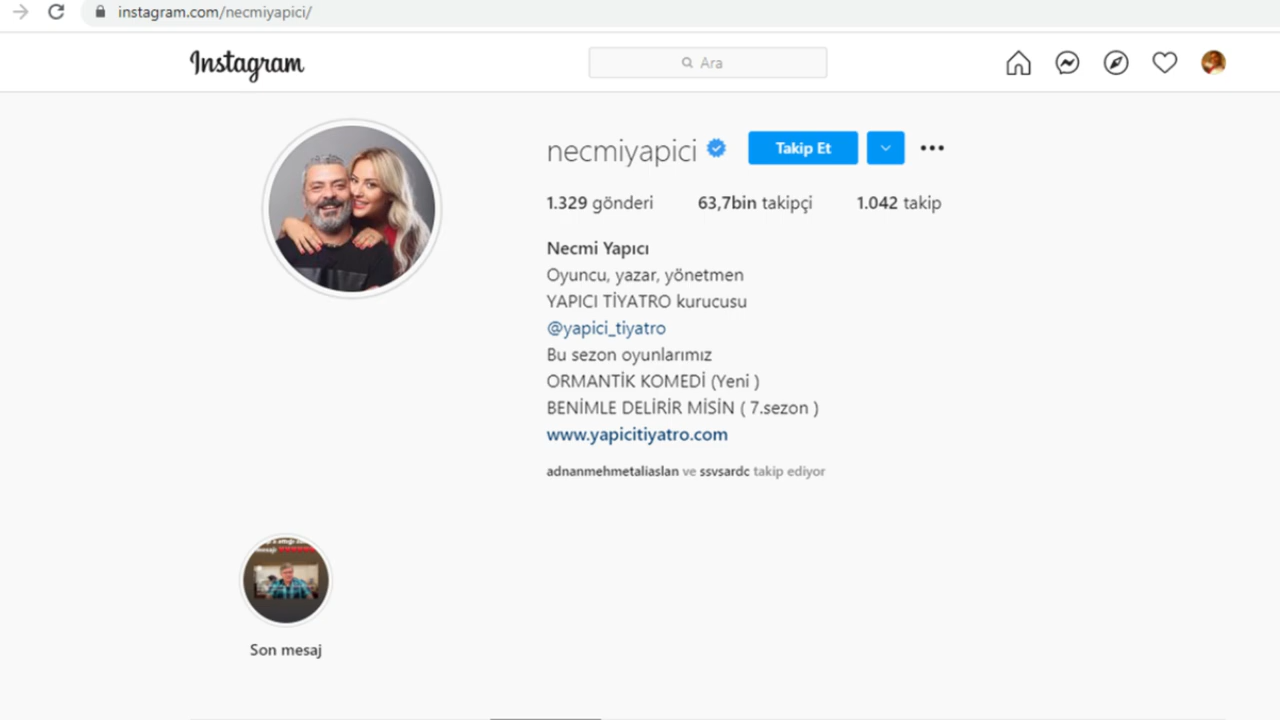 instagram.com/necmiyapici/
Instagram
Ara
necmiyapici
Takip Et
1.329 gönderi 63,7bin takipçi 1.042 takip
Necmi Yapıcı
Oyuncu, yazar, yönetmen
YAPICI TİYATRO kurucusu
@yapici_tiyatro
Bu sezon oyunlarımız
ORMANTİK KOMEDİ (Yeni )
BENİMLE DELİRİR MİSİN ( 7.sezon )
www.yapicitiyatro.com
adnanmehmetaliaslan ve ssvsardc takip ediyor
Son mesaj